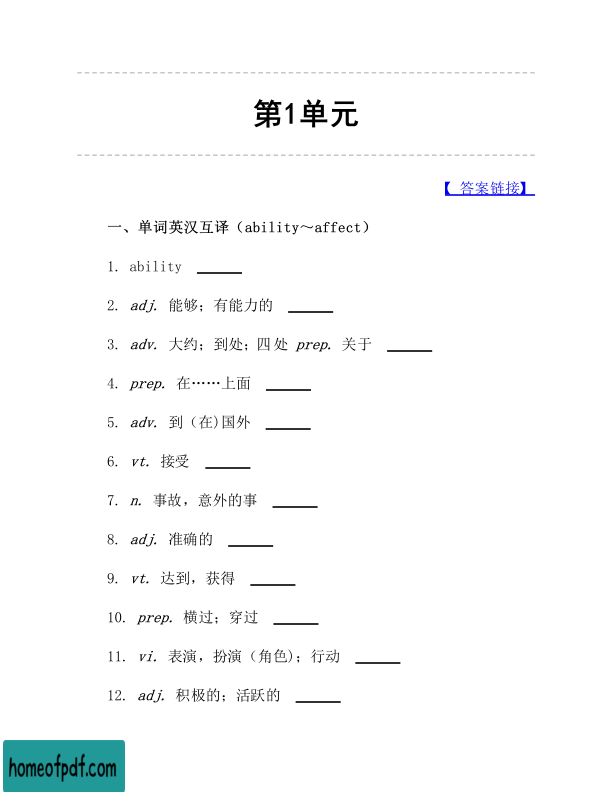 第1单元
【 答案链接】
一、单词英汉互译（ability～affect）
1. ability ______
2. adj. 能够；有能力的 ______
3. adv. 大约；到处；四处 prep. 关于 ______
4. prep. 在……上面 ______
5. adv. 到（在)国外 ______
6. vt. 接受 ______
7. n. 事故，意外的事 ______
8. adj. 准确的 ______
9. vt. 达到，获得 ______
10. prep. 横过；穿过 ______
11. vi. 表演，扮演（角色)；行动 ______
12. adj. 积极的；活跃的 ______
homeofpdf.com